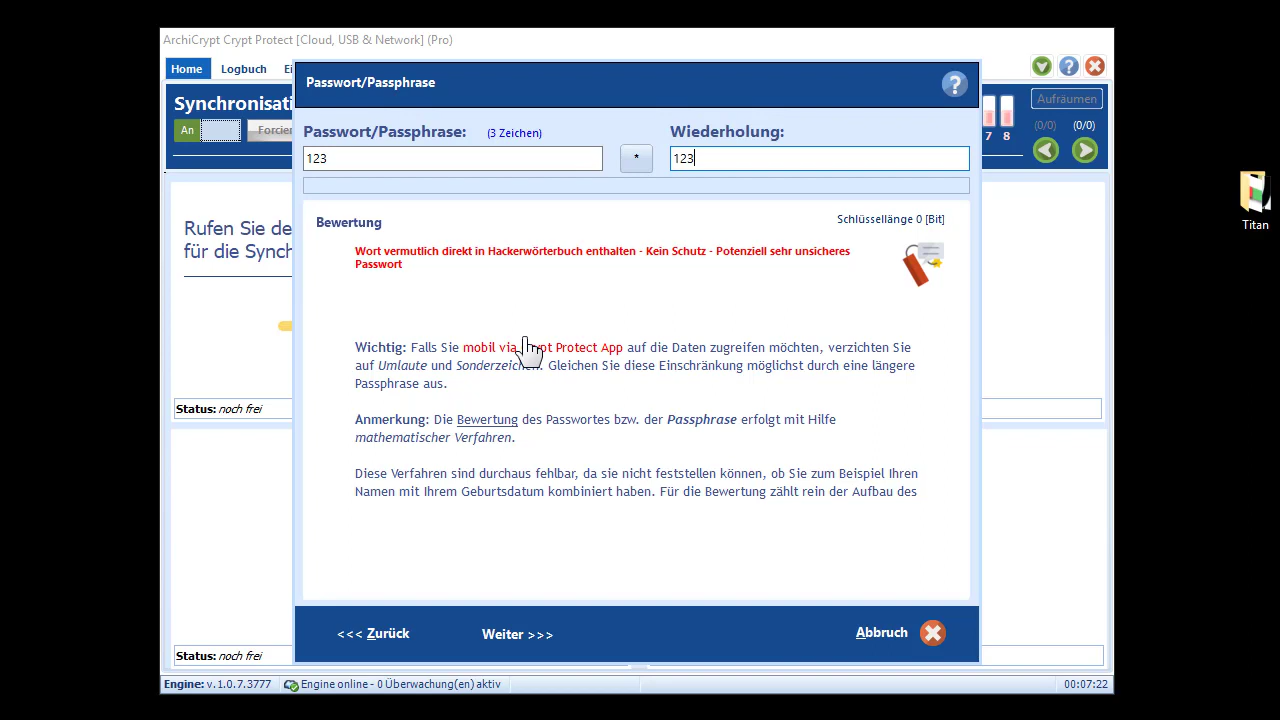 ArchiCrypt Crypt Protect [Cloud, USB & Network] (Pro)
Home Logbuch Ei
Passwort/Passphrase
Synchronisati
An Forcier
7 8
Aufräumen
(0/0) (0/0)
Passwort/Passphrase: (3 Zeichen) Wiederholung:
123 * 123
Titan
Rufen Sie de
für die Synch
Bewertung Schlüssellänge 0 [Bit]
Wort vermutlich direkt in Hackerwörterbuch enthalten - Kein Schutz - Potenziell sehr unsicheres
Passwort
Wichtig: Falls Sie mobil via pt Protect App auf die Daten zugreifen möchten, verzichten Sie
auf Umlaute und Sonderzeichen. Gleichen Sie diese Einschränkung möglichst durch eine längere
Passphrase aus.
Anmerkung: Die Bewertung des Passwortes bzw. der Passphrase erfolgt mit Hilfe
mathematischer Verfahren.
Diese Verfahren sind durchaus fehlbar, da sie nicht feststellen können, ob Sie zum Beispiel Ihren
Namen mit Ihrem Geburtsdatum kombiniert haben. Für die Bewertung zählt rein der Aufbau des
Status: noch frei
<<< Zurück Weiter >>> Abbruch
Status: noch frei
Engine: v.1.0.7.3777 Engine online - 0 Überwachung(en) aktiv 00:07:22